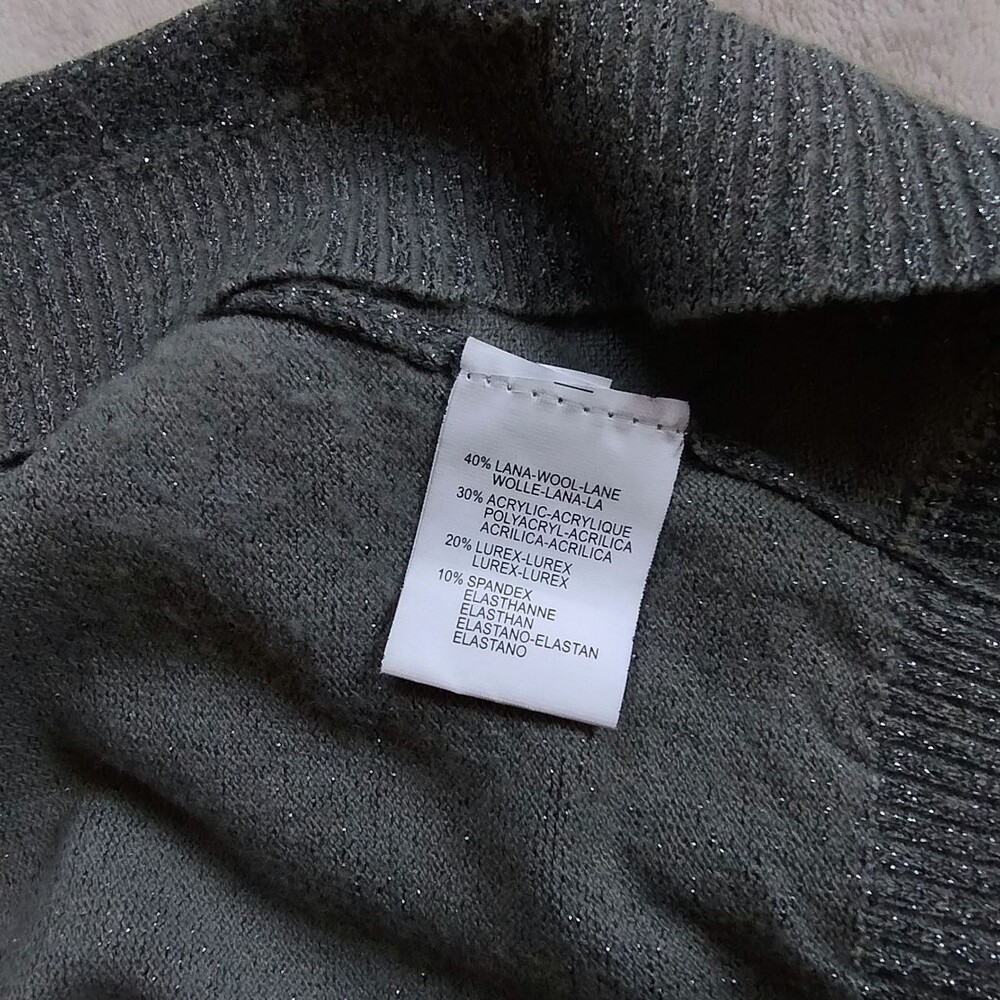 40% LANA-WOOL-LANE
WOLLE-LANA-LA
30% ACRYLIC-ACRYLIQUE
POLYACRYL-ACRILICA
ACRILICA-ACRILICA
20% LUREX-LUREX
LUREX-LUREX
10% SPANDEX
ELASTHANNE
ELASTHAN
ELASTANO-ELASTAN
ELASTANO